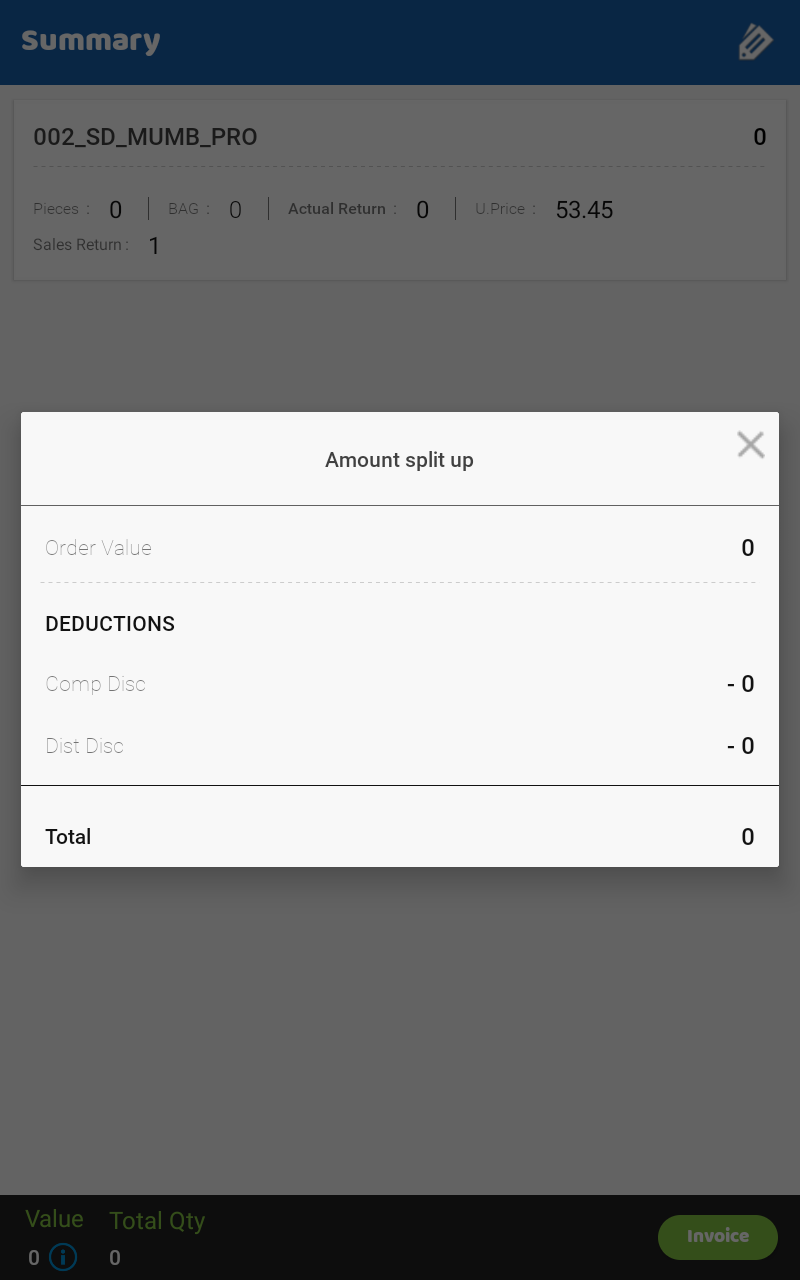 Summary
002_SD_MUMB_PRO 0
Pieces : 0 BAG : 0 Actual Return : 0 U.Price : 53.45
Sales Return : 1
Amount split up
Order Value 0
DEDUCTIONS
Comp Disc - 0
Dist Disc - 0
Total 0
Value Total Qty
0 0
Invoice